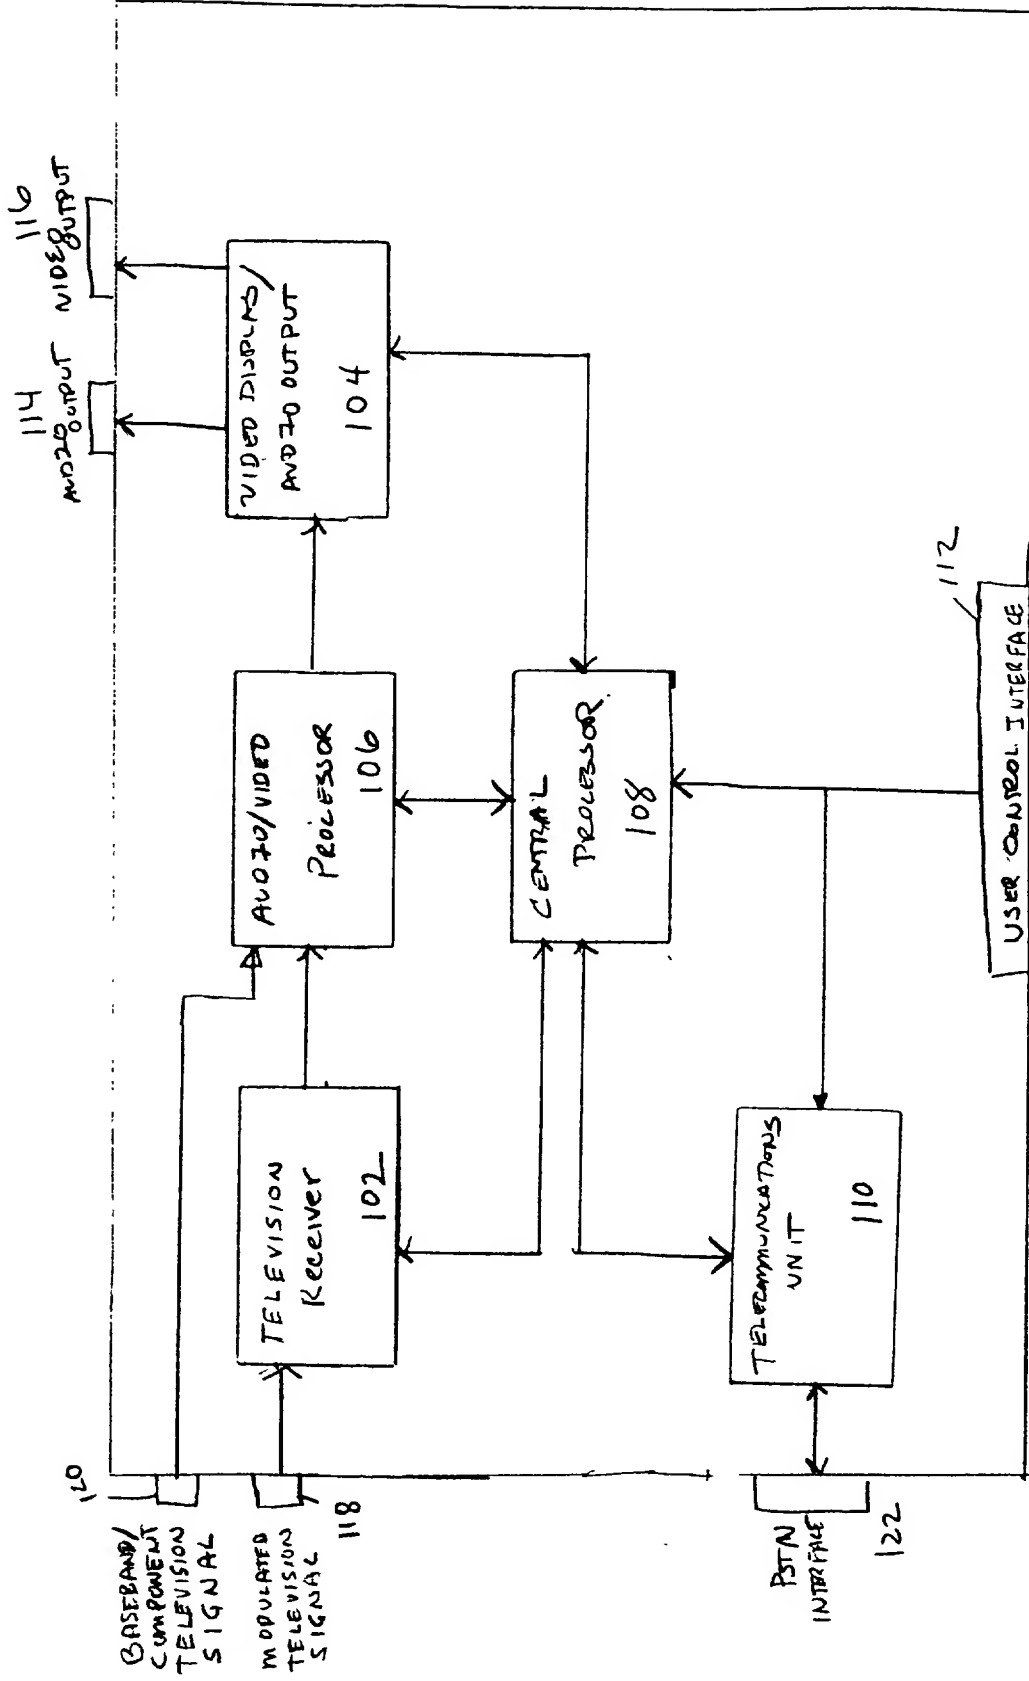 114
AUDIO
OUTPUT
116
VIDEO
OUTPUT
VIDEO DISPLAY/
AUDIO OUTPUT
104
120
BASEBAND/
COMPONENT
TELEVISION
SIGNAL
AUDIO/VIDEO
PROCESSOR
106
MODULATED
TELEVISION
SIGNAL
118
TELEVISION
Receiver
102
CENTRAL
PROCESSOR
108
TELECOMMUNICATIONS
UNIT
110
PSTN
INTERFACE
122
112
USER CONTROL INTERFACE